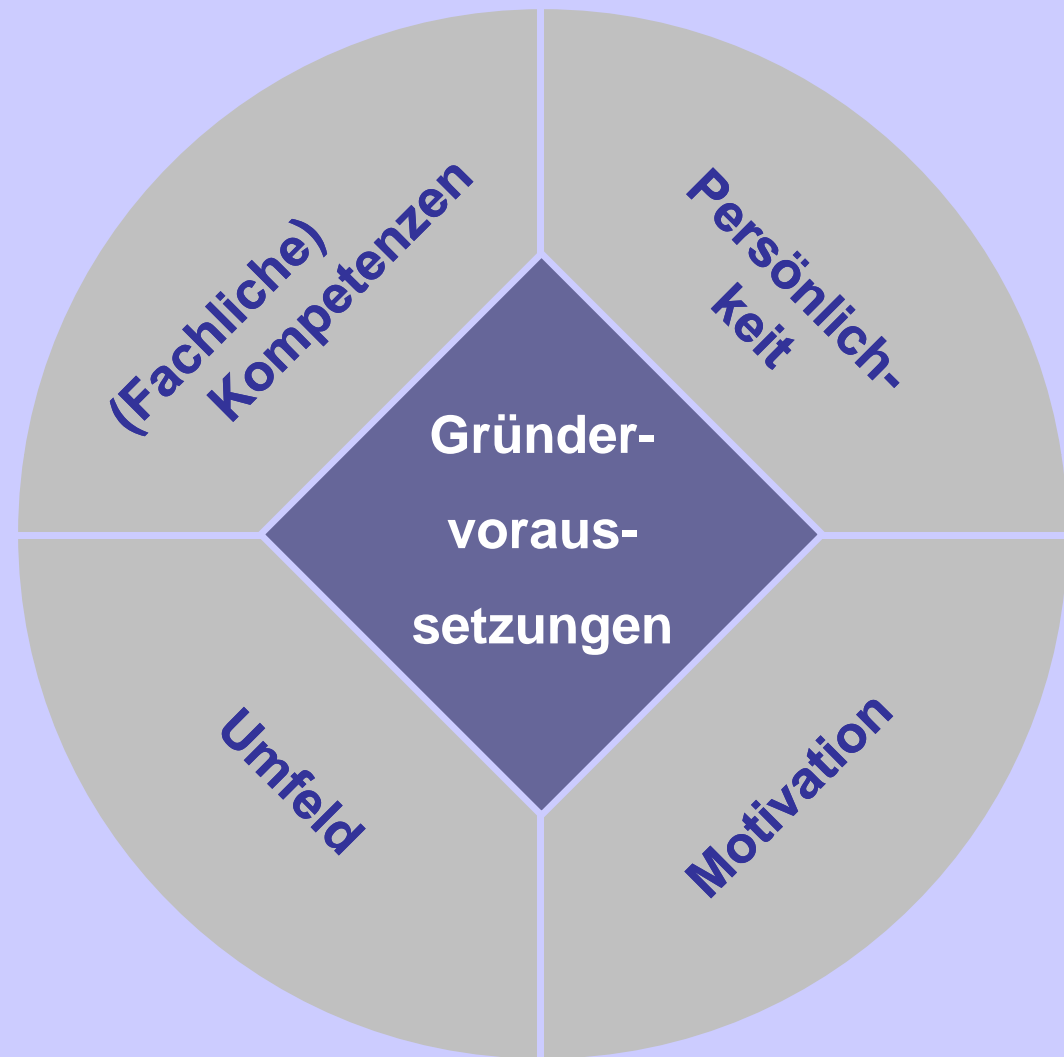 (Fachliche)
Kompetenzen
Persönlich-
keit
Gründer-
voraus-
setzungen
Umfeld
Motivation